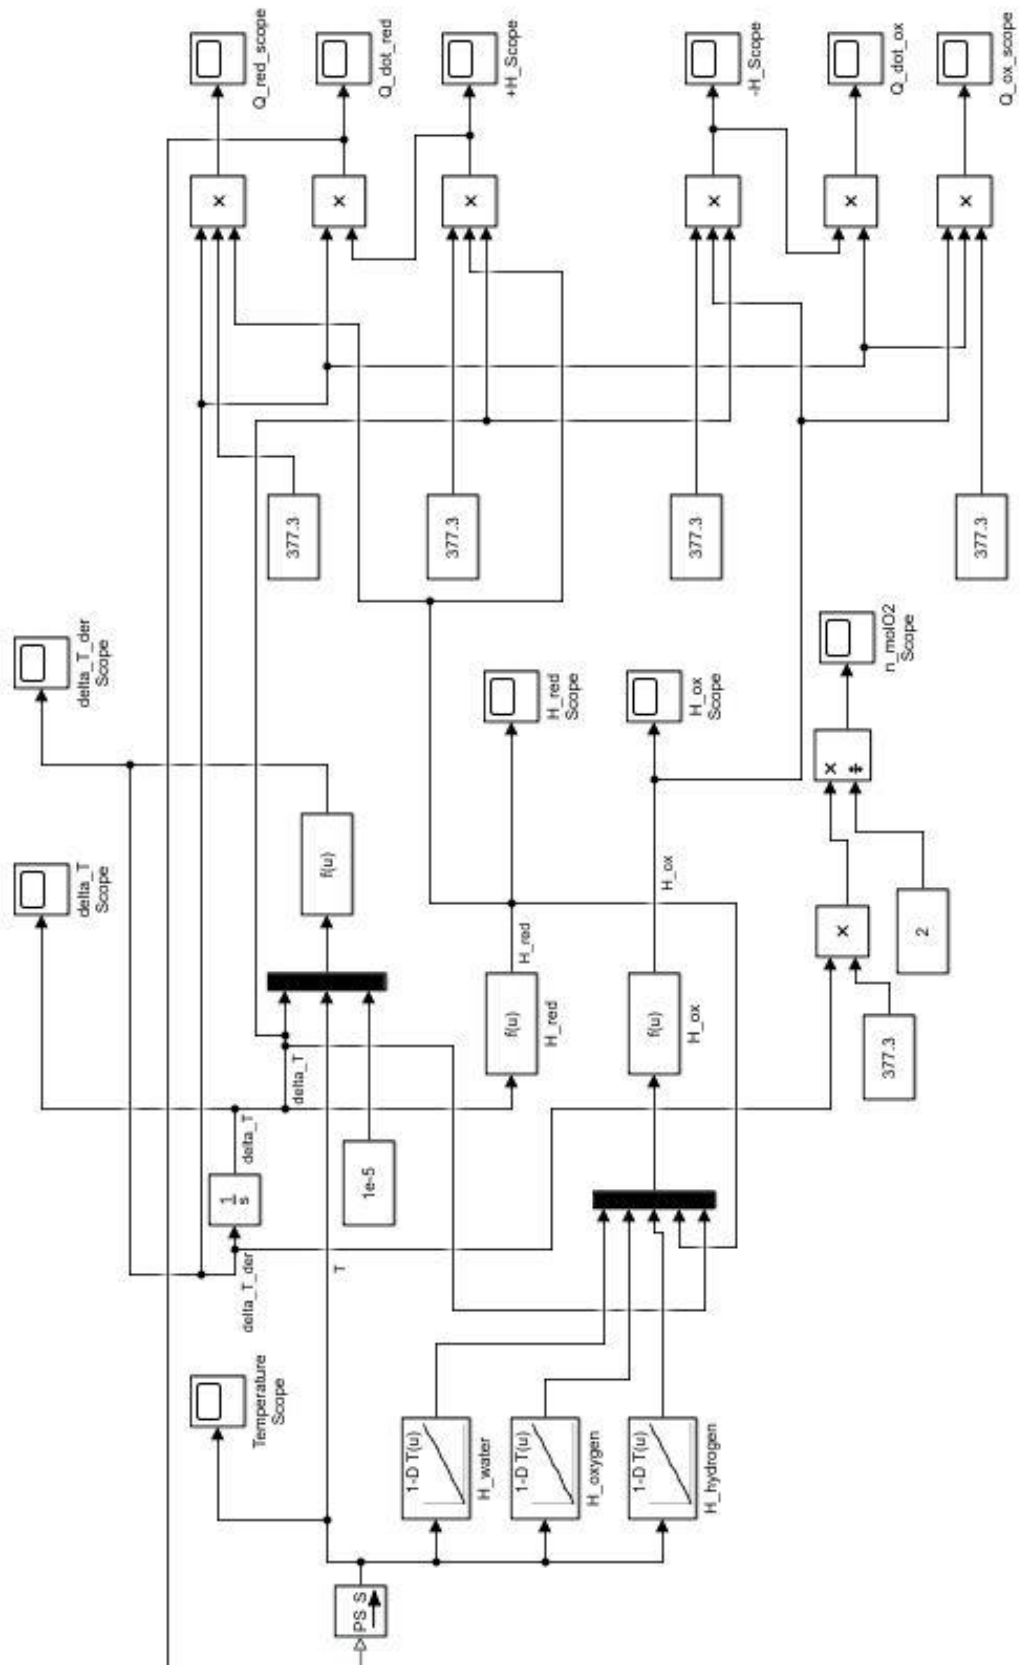 delta_T
Scope
delta_T_der
Scope
Temperature
Scope
delta_T_der
1
s
delta_T
delta_T
T
1e-5
f(u)
PS S
1-D T(u)
H_water
1-D T(u)
H_oxygen
1-D T(u)
H_hydrogen
f(u)
H_red
H_red
H_red
Scope
f(u)
H_ox
H_ox
H_ox
Scope
377.3
×
2
×
÷
n_molO2
Scope
377.3
377.3
377.3
377.3
×
Q_red_scope
×
Q_dot_red
×
+H_Scope
×
-H_Scope
×
Q_dot_ox
×
Q_ox_scope